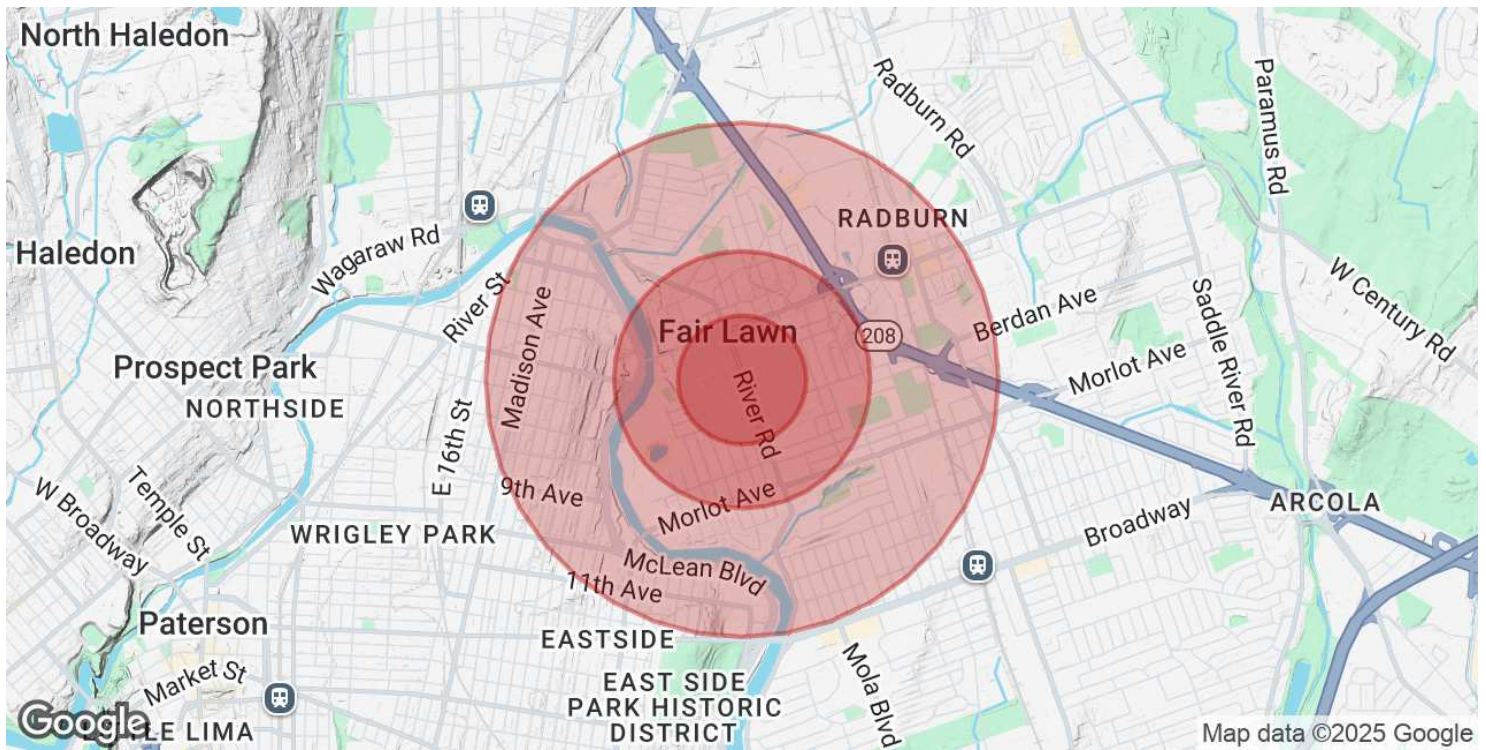 North Haledon
Radburn Rd
Paramus Rd
RADBURN
Haledon
Wagaraw Rd
W Century Rd
River St
Saddle River Rd
Berdan Ave
Madison Ave
Fair Lawn
208
Prospect Park
Morlot Ave
NORTHSIDE
River Rd
E 16th St
9th Ave
Morlot Ave
W Broadway
Temple St
ARCOLA
Broadway
WRIGLEY PARK
McLean Blvd
11th Ave
Paterson
EASTSIDE
Market St
Mola Blvd
EAST SIDE
PARK HISTORIC
DISTRICT
Google
LITTLE LIMA
Map data ©2025 Google